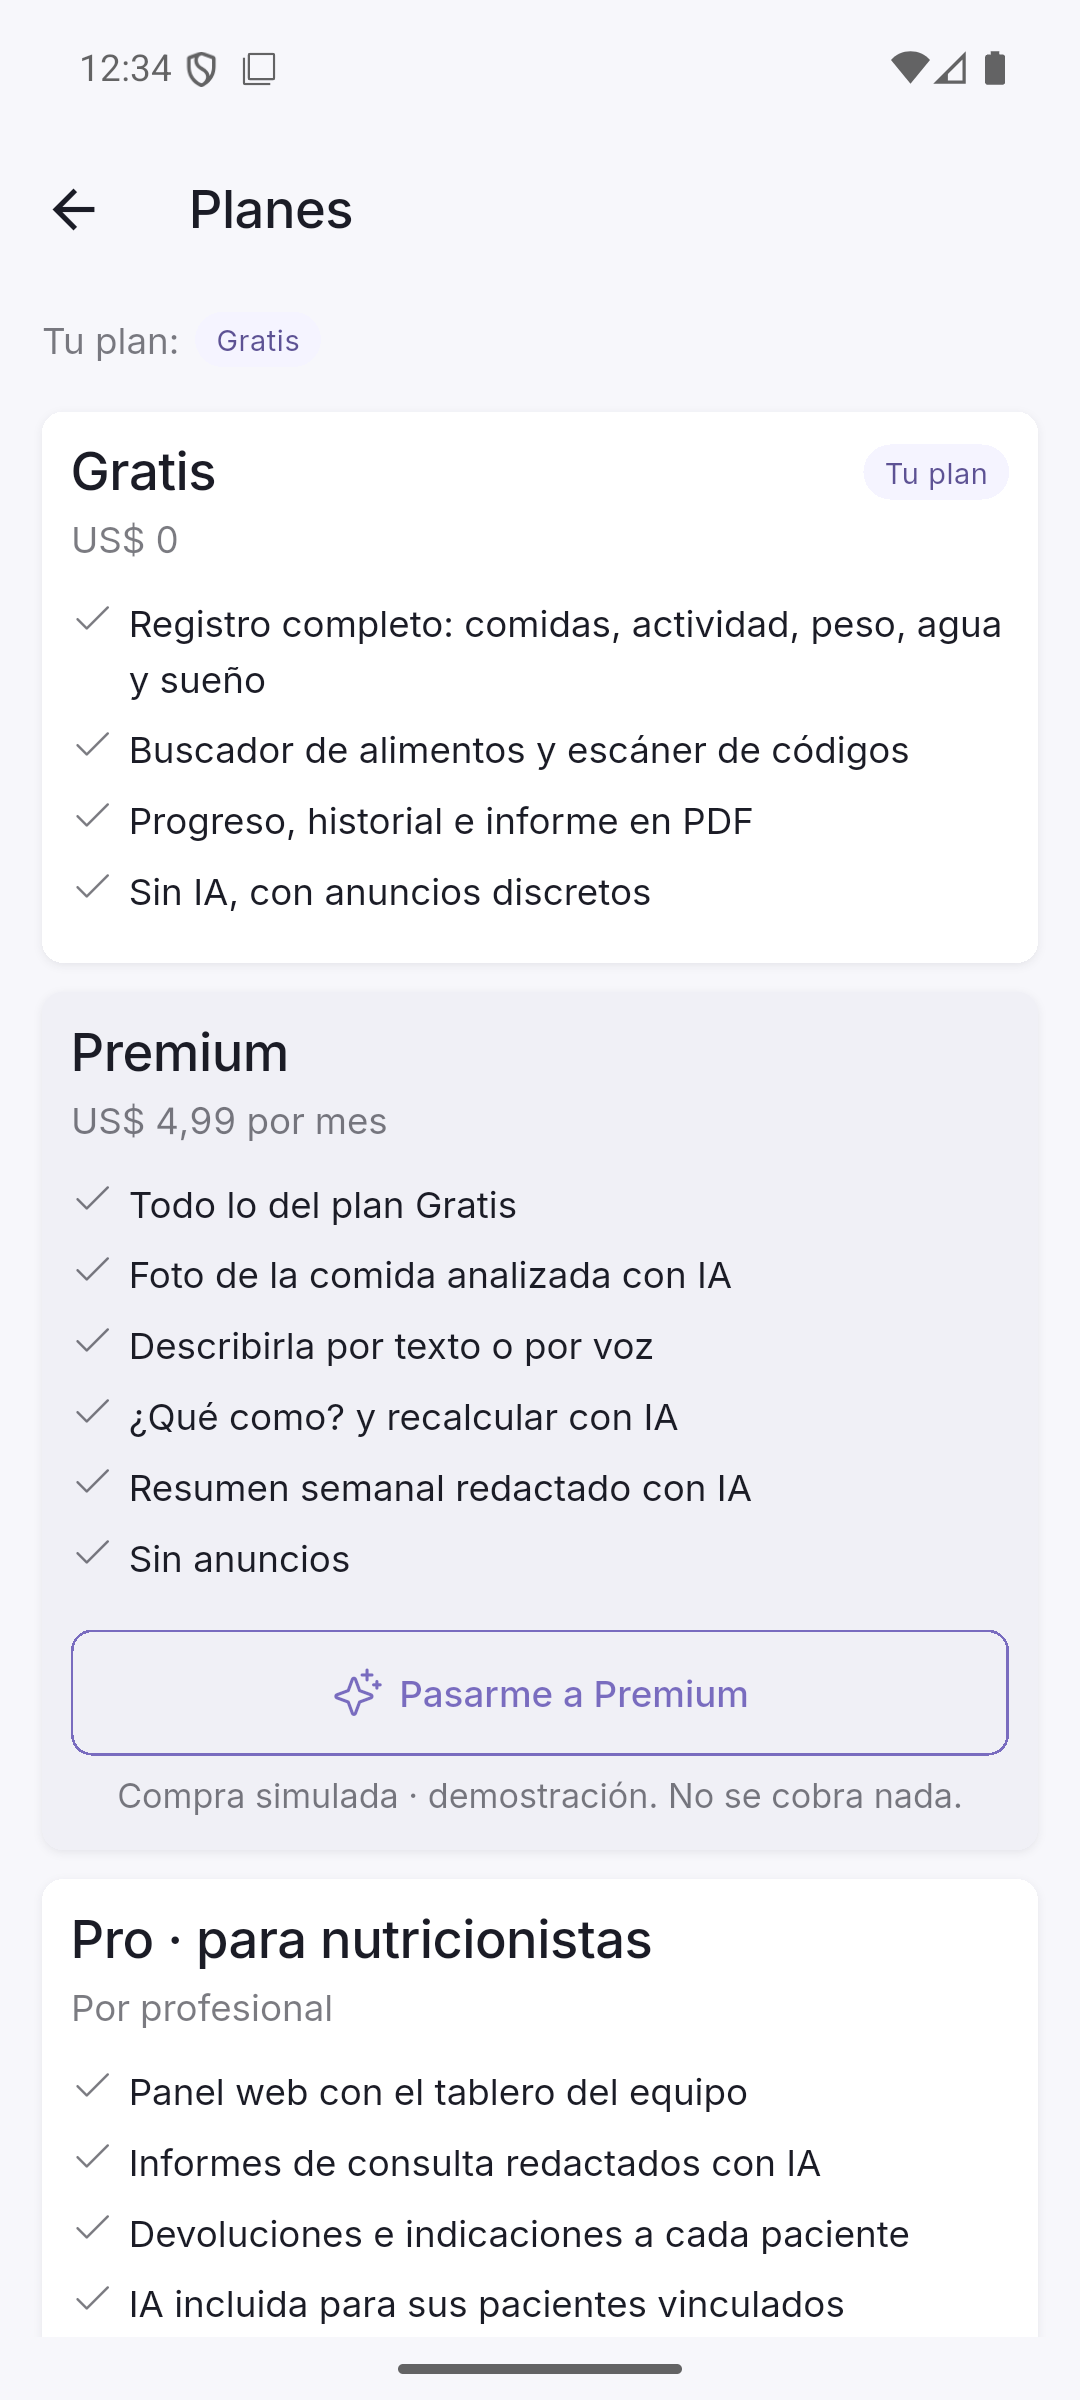 12:34
Planes
Tu plan: Gratis
Gratis
Tu plan
US$ 0
Registro completo: comidas, actividad, peso, agua
y sueño
Buscador de alimentos y escáner de códigos
Progreso, historial e informe en PDF
Sin IA, con anuncios discretos
Premium
US$ 4,99 por mes
Todo lo del plan Gratis
Foto de la comida analizada con IA
Describirla por texto o por voz
¿Qué como? y recalcular con IA
Resumen semanal redactado con IA
Sin anuncios
Pasarme a Premium
Compra simulada · demostración. No se cobra nada.
Pro · para nutricionistas
Por profesional
Panel web con el tablero del equipo
Informes de consulta redactados con IA
Devoluciones e indicaciones a cada paciente
IA incluida para sus pacientes vinculados